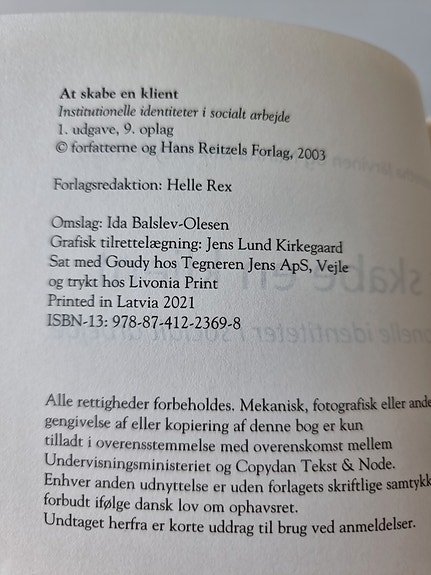 At skabe en klient
Institutionelle identiteter i socialt arbejde
1. udgave, 9. oplag
© forfatterne og Hans Reitzels Forlag, 2003
Forlagsredaktion: Helle Rex
Omslag: Ida Balslev-Olesen
Grafisk tilrettelægning: Jens Lund Kirkegaard
Sat med Goudy hos Tegneren Jens ApS, Vejle
og trykt hos Livonia Print
Printed in Latvia 2021
ISBN-13: 978-87-412-2369-8
Alle rettigheder forbeholdes. Mekanisk, fotografisk eller ande
gengivelse af eller kopiering af denne bog er kun
tilladt i overensstemmelse med overenskomst mellem
Undervisningsministeriet og Copydan Tekst & Node.
Enhver anden udnyttelse er uden forlagets skriftlige samtykk
forbudt ifølge dansk lov om ophavsret.
Undtaget herfra er korte uddrag til brug ved anmeldelser.